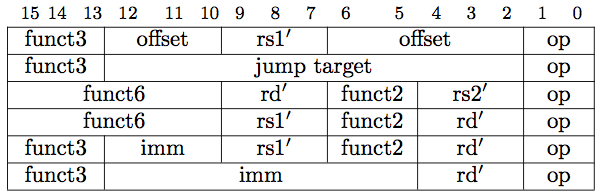 15 14 13 12 11 10 9 8 7 6 5 4 3 2 1 0
funct3 offset rs1′ offset op
funct3 jump target op
funct6 rd′ funct2 rs2′ op
funct6 rs1′ funct2 rd′ op
funct3 imm rs1′ funct2 rd′ op
funct3 imm rd′ op